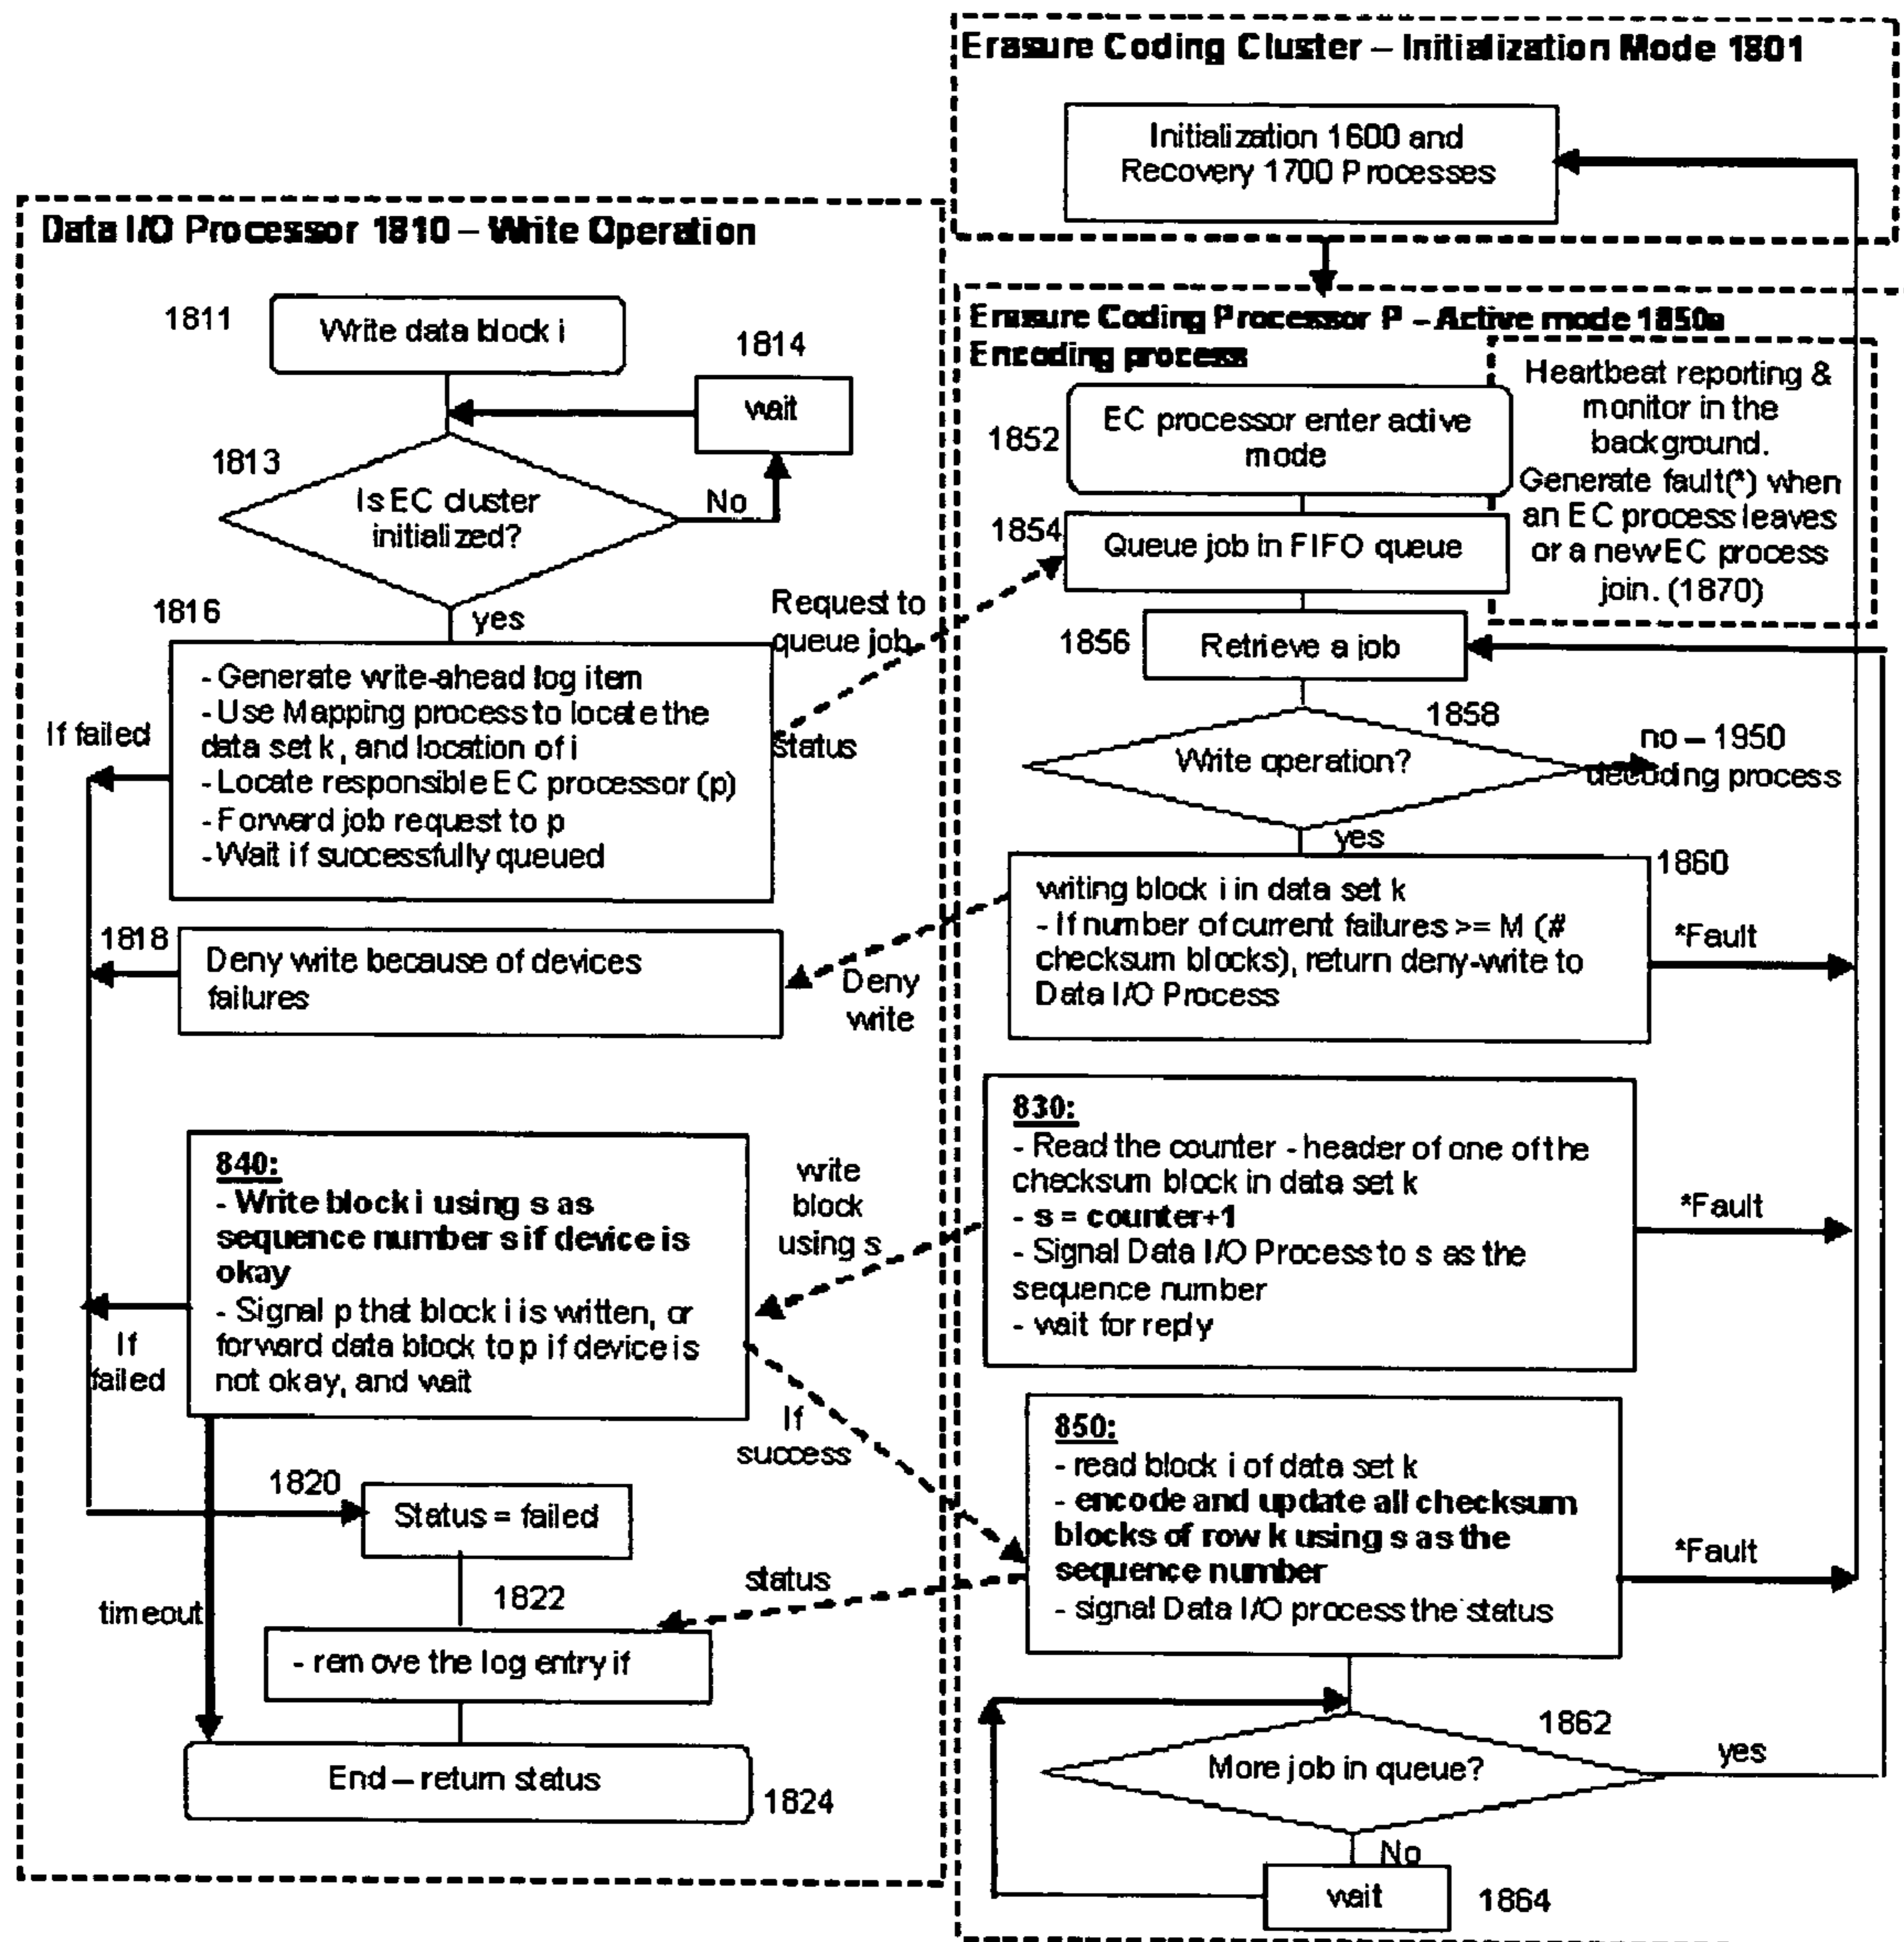 Erasure Coding Cluster – Initialization Mode 1801
Initialization 1600 and
Recovery 1700 Processes
Data I/O Processor 1810 – Write Operation
1811
Write data block i
1814
wait
1813
Is EC cluster
initialized?
No
yes
1816
- Generate write-ahead log item
- Use Mapping process to locate the
data set k, and location of i
- Locate responsible EC processor (p)
- Forward job request to p
- Wait if successfully queued
If failed
Request to
queue job
status
1818
Deny write because of devices
failures
Deny
write
840:
- Write block i using s as
sequence number s if device is
okay
- Signal p that block i is written, or
forward data block to p if device is
not okay, and wait
If
failed
write
block
using s
If
success
1820
Status = failed
1822
status
timeout
- remove the log entry if
End – return status
1824
Erasure Coding Processor P – Active mode 1850a
Encoding process
Heartbeat reporting &
monitor in the
background.
Generate fault(*) when
an EC process leaves
or a new EC process
join. (1870)
1852
EC processor enter active
mode
1854
Queue job in FIFO queue
1856
Retrieve a job
1858
Write operation?
no – 1950
decoding process
yes
1860
writing block i in data set k
- If number of current failures >= M (#
checksum blocks), return deny-write to
Data I/O Process
*Fault
830:
- Read the counter - header of one of the
checksum block in data set k
- s = counter+1
- Signal Data I/O Process to s as the
sequence number
- wait for reply
*Fault
850:
- read block i of data set k
- encode and update all checksum
blocks of row k using s as the
sequence number
- signal Data I/O process the status
*Fault
1862
More job in queue?
yes
No
wait
1864